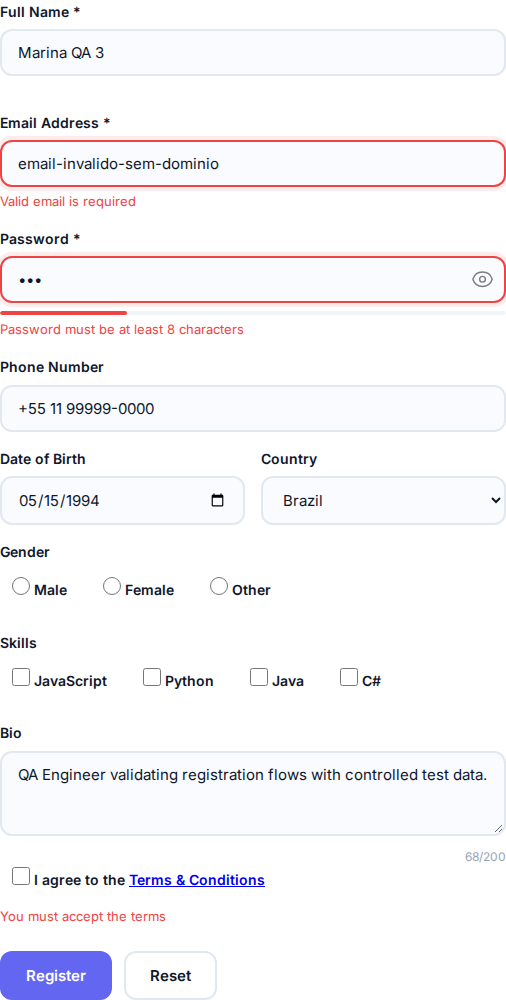 Full Name *
Marina QA 3
Email Address *
email-invalido-sem-dominio
Valid email is required
Password *
•••
Password must be at least 8 characters
Phone Number
+55 11 99999-0000
Date of Birth Country
05/15/1994 Brazil
Gender
Male Female Other
Skills
JavaScript Python Java C#
Bio
QA Engineer validating registration flows with controlled test data.
68/200
I agree to the Terms & Conditions
You must accept the terms
Register Reset